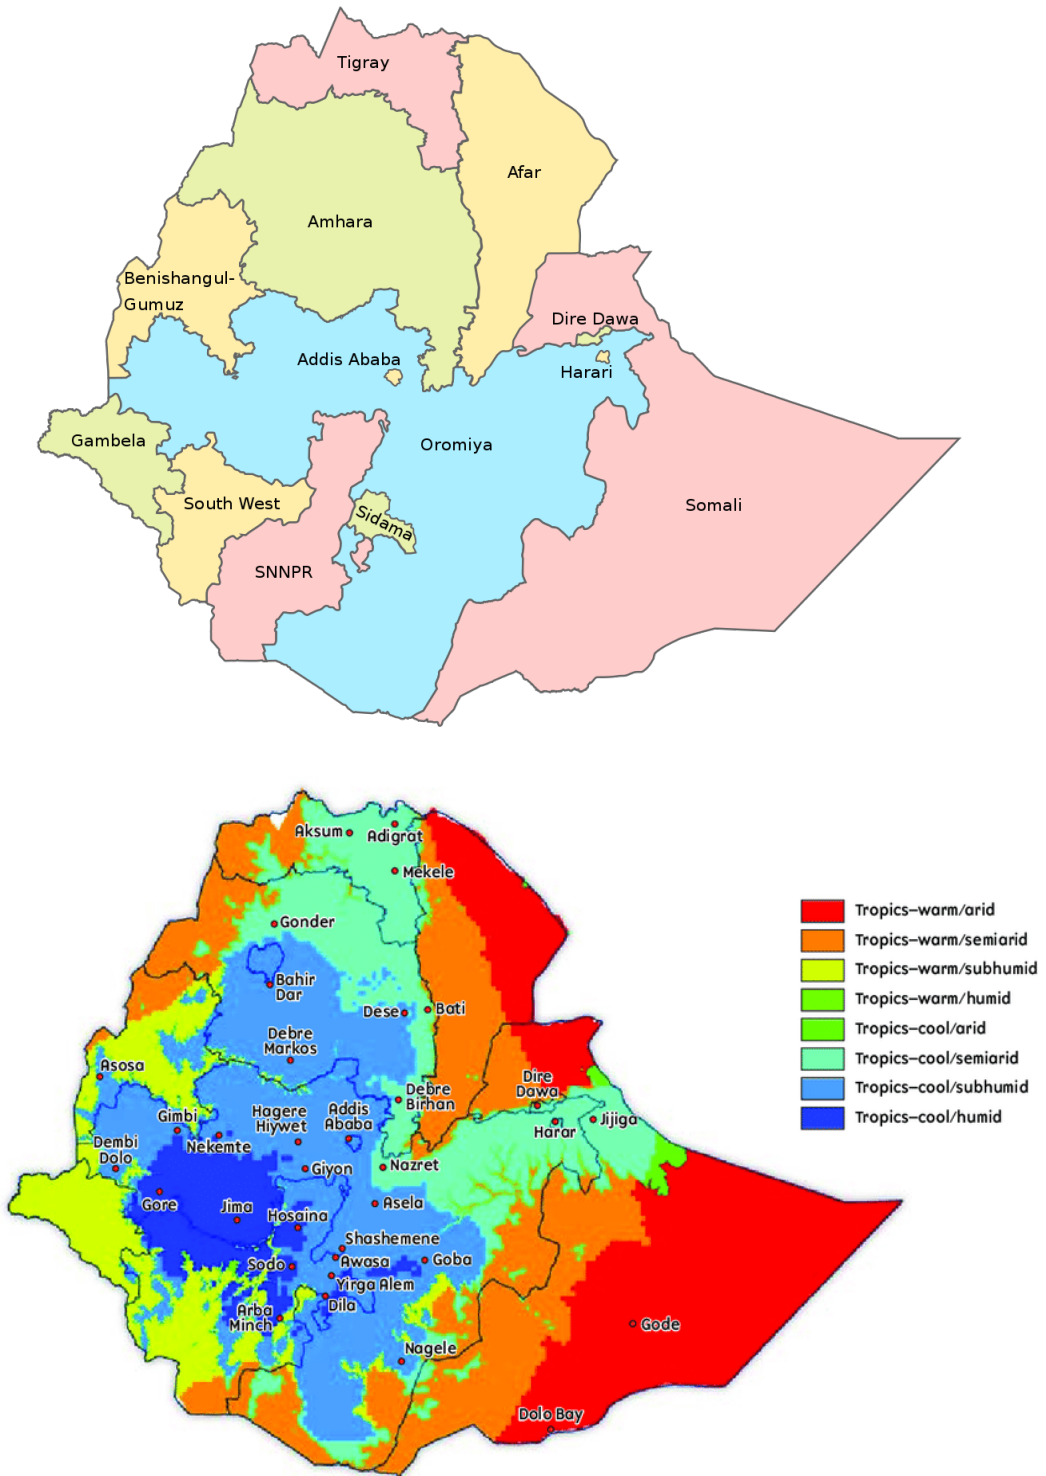 Tigray
Afar
Amhara
Benishangul-
Gumuz
Dire Dawa
Addis Ababa
Harari
Gambela
Oromiya
South West
Somali
Sidama
SNNPR
Aksum
Adigrat
Mekele
Gonder
Bahir
Dar
Dese
Bati
Debre
Markos
Asosa
Dire
Dawa
Debre
Birhan
Gimbi
Hagere
Hiywet
Addis
Ababa
Harar
Jijiga
Nekemte
Dembi
Dolo
Giyon
Nazret
Gore
Jima
Hosaina
Asela
Shashemene
Sodo
Awasa
Goba
Yirga Alem
Dila
Arba
Minch
Gode
Nagele
Dolo Bay
Tropics–warm/arid
Tropics–warm/semiarid
Tropics–warm/subhumid
Tropics–warm/humid
Tropics–cool/arid
Tropics–cool/semiarid
Tropics–cool/subhumid
Tropics–cool/humid